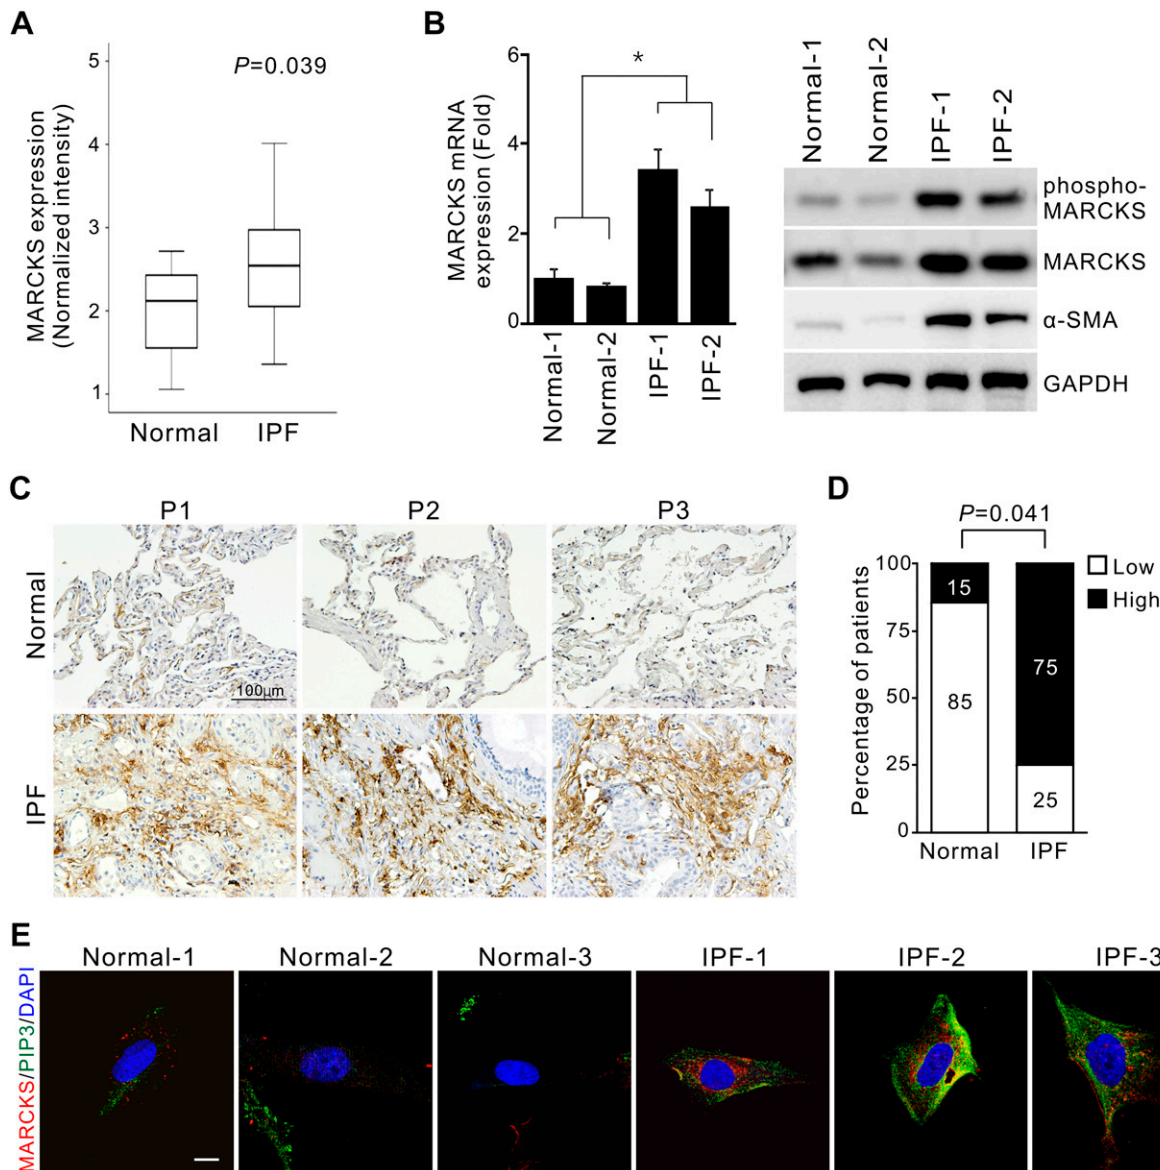 A
MARCKS expression
(Normalized intensity)
5
4
3
2
1
P=0.039
Normal
IPF
B
MARCKS mRNA
expression (Fold)
6
4
2
0
*
Normal-1
Normal-2
IPF-1
IPF-2
Normal-1
Normal-2
IPF-1
IPF-2
phospho-
MARCKS
MARCKS
α-SMA
GAPDH
C
P1
P2
P3
Normal
100μm
IPF
D
P=0.041
Percentage of patients
100
75
50
25
0
15
85
75
25
Low
High
Normal
IPF
E
Normal-1
Normal-2
Normal-3
IPF-1
IPF-2
IPF-3
MARCKS/PIP3/DAPI